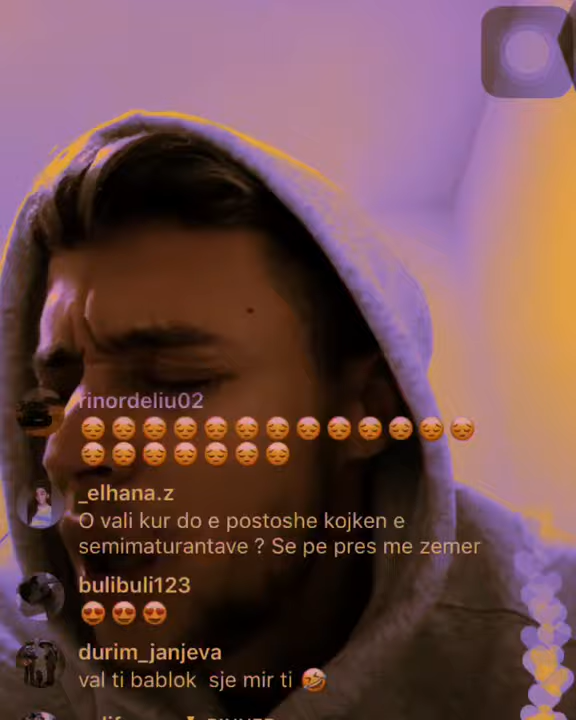 rinordeliu02
😔😔😔😔😔😔😔😔😔😔😔😔😔
😔😔😔😔😔😔😔
_elhana.z
O vali kur do e postoshe kojken e
semimaturantave ? Se pe pres me zemer
bulibuli123
😍😍😍
durim_janjeva
val ti bablok sje mir ti 🤣